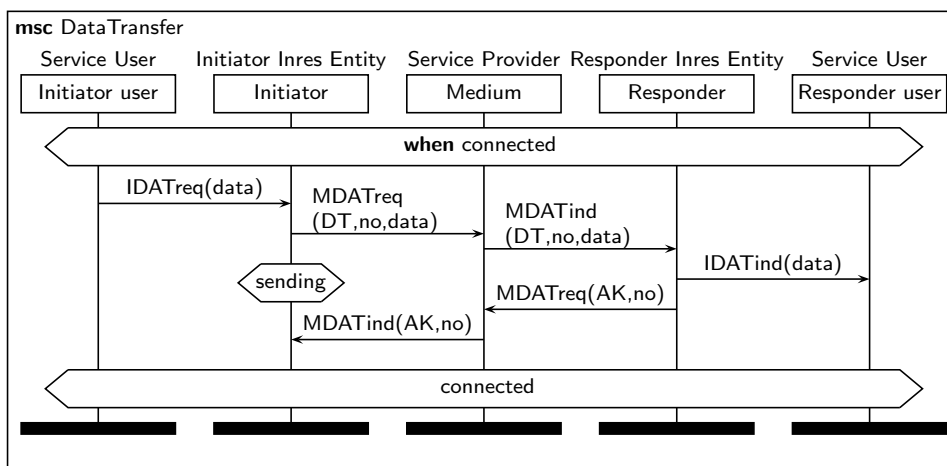 msc DataTransfer
Service User Initiator Inres Entity Service Provider Responder Inres Entity Service User
Initiator user Initiator Medium Responder Responder user
when connected
IDATreq(data)
MDATreq
(DT,no,data)
MDATind
(DT,no,data)
IDATind(data)
sending
MDATreq(AK,no)
MDATind(AK,no)
connected